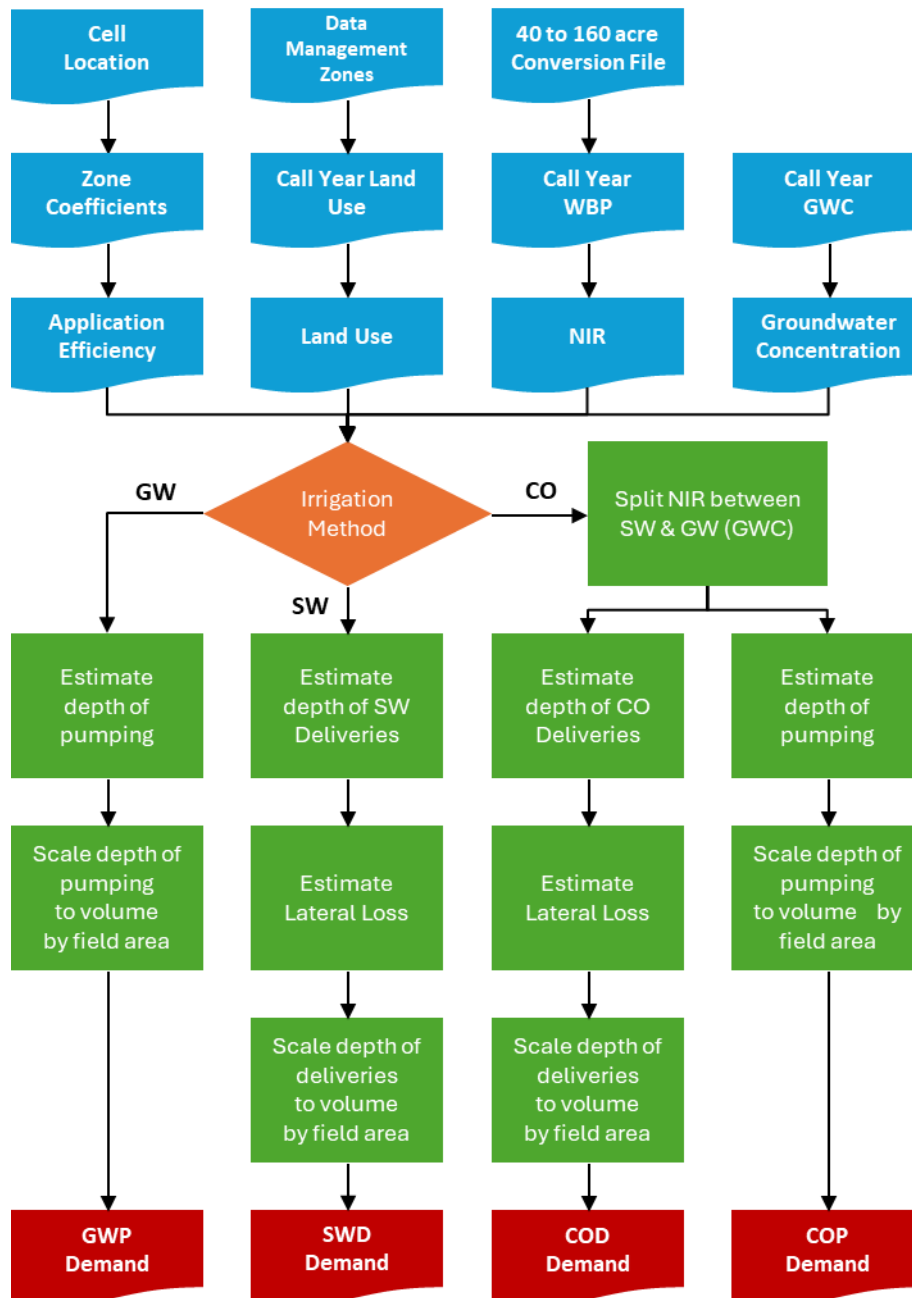 Cell
Location
Data
Management
Zones
40 to 160 acre
Conversion File
Zone
Coefficients
Call Year Land
Use
Call Year
WBP
Call Year
GWC
Application
Efficiency
Land Use
NIR
Groundwater
Concentration
GW
Irrigation
Method
CO
Split NIR between
SW & GW (GWC)
SW
Estimate
depth of
pumping
Estimate
depth of SW
Deliveries
Estimate
depth of CO
Deliveries
Estimate
depth of
pumping
Scale depth of
pumping
to volume
by field area
Estimate
Lateral Loss
Estimate
Lateral Loss
Scale depth of
pumping
to volume by
field area
Scale depth of
deliveries
to volume
by field area
Scale depth of
deliveries
to volume
by field area
GWP
Demand
SWD
Demand
COD
Demand
COP
Demand